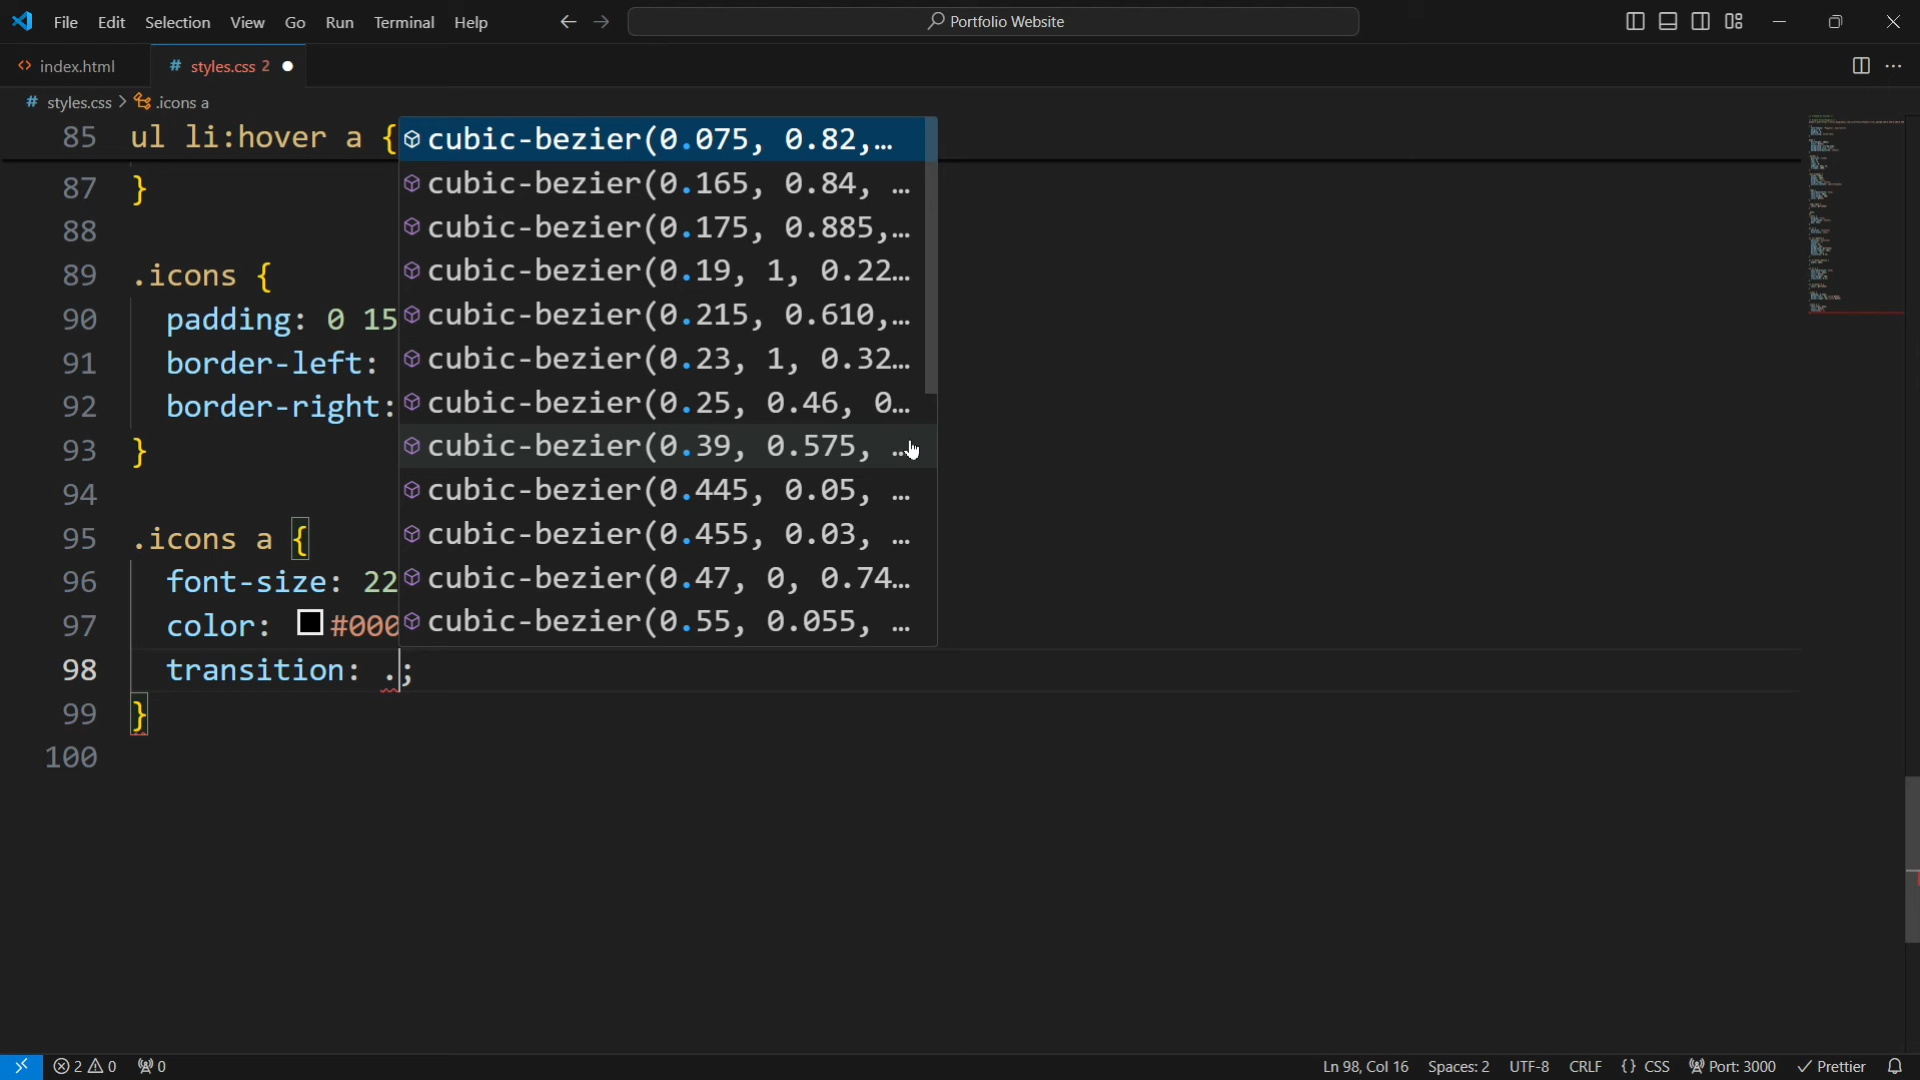 File Edit Selection View Go Run Terminal Help Portfolio Website
index.html # styles.css 2
# styles.css > .icons a
85 ul li:hover a {
87 }
88
89 .icons {
90 padding: 0 15
91 border-left:
92 border-right:
93 }
94
95 .icons a {
96 font-size: 22
97 color: #000
98 transition: .;
99 }
100
cubic-bezier(0.075, 0.82,…
cubic-bezier(0.165, 0.84, …
cubic-bezier(0.175, 0.885,…
cubic-bezier(0.19, 1, 0.22…
cubic-bezier(0.215, 0.610,…
cubic-bezier(0.23, 1, 0.32…
cubic-bezier(0.25, 0.46, 0…
cubic-bezier(0.39, 0.575, …
cubic-bezier(0.445, 0.05, …
cubic-bezier(0.455, 0.03, …
cubic-bezier(0.47, 0, 0.74…
cubic-bezier(0.55, 0.055, …
2 0 0 Ln 98, Col 16 Spaces: 2 UTF-8 CRLF {} CSS Port: 3000 Prettier